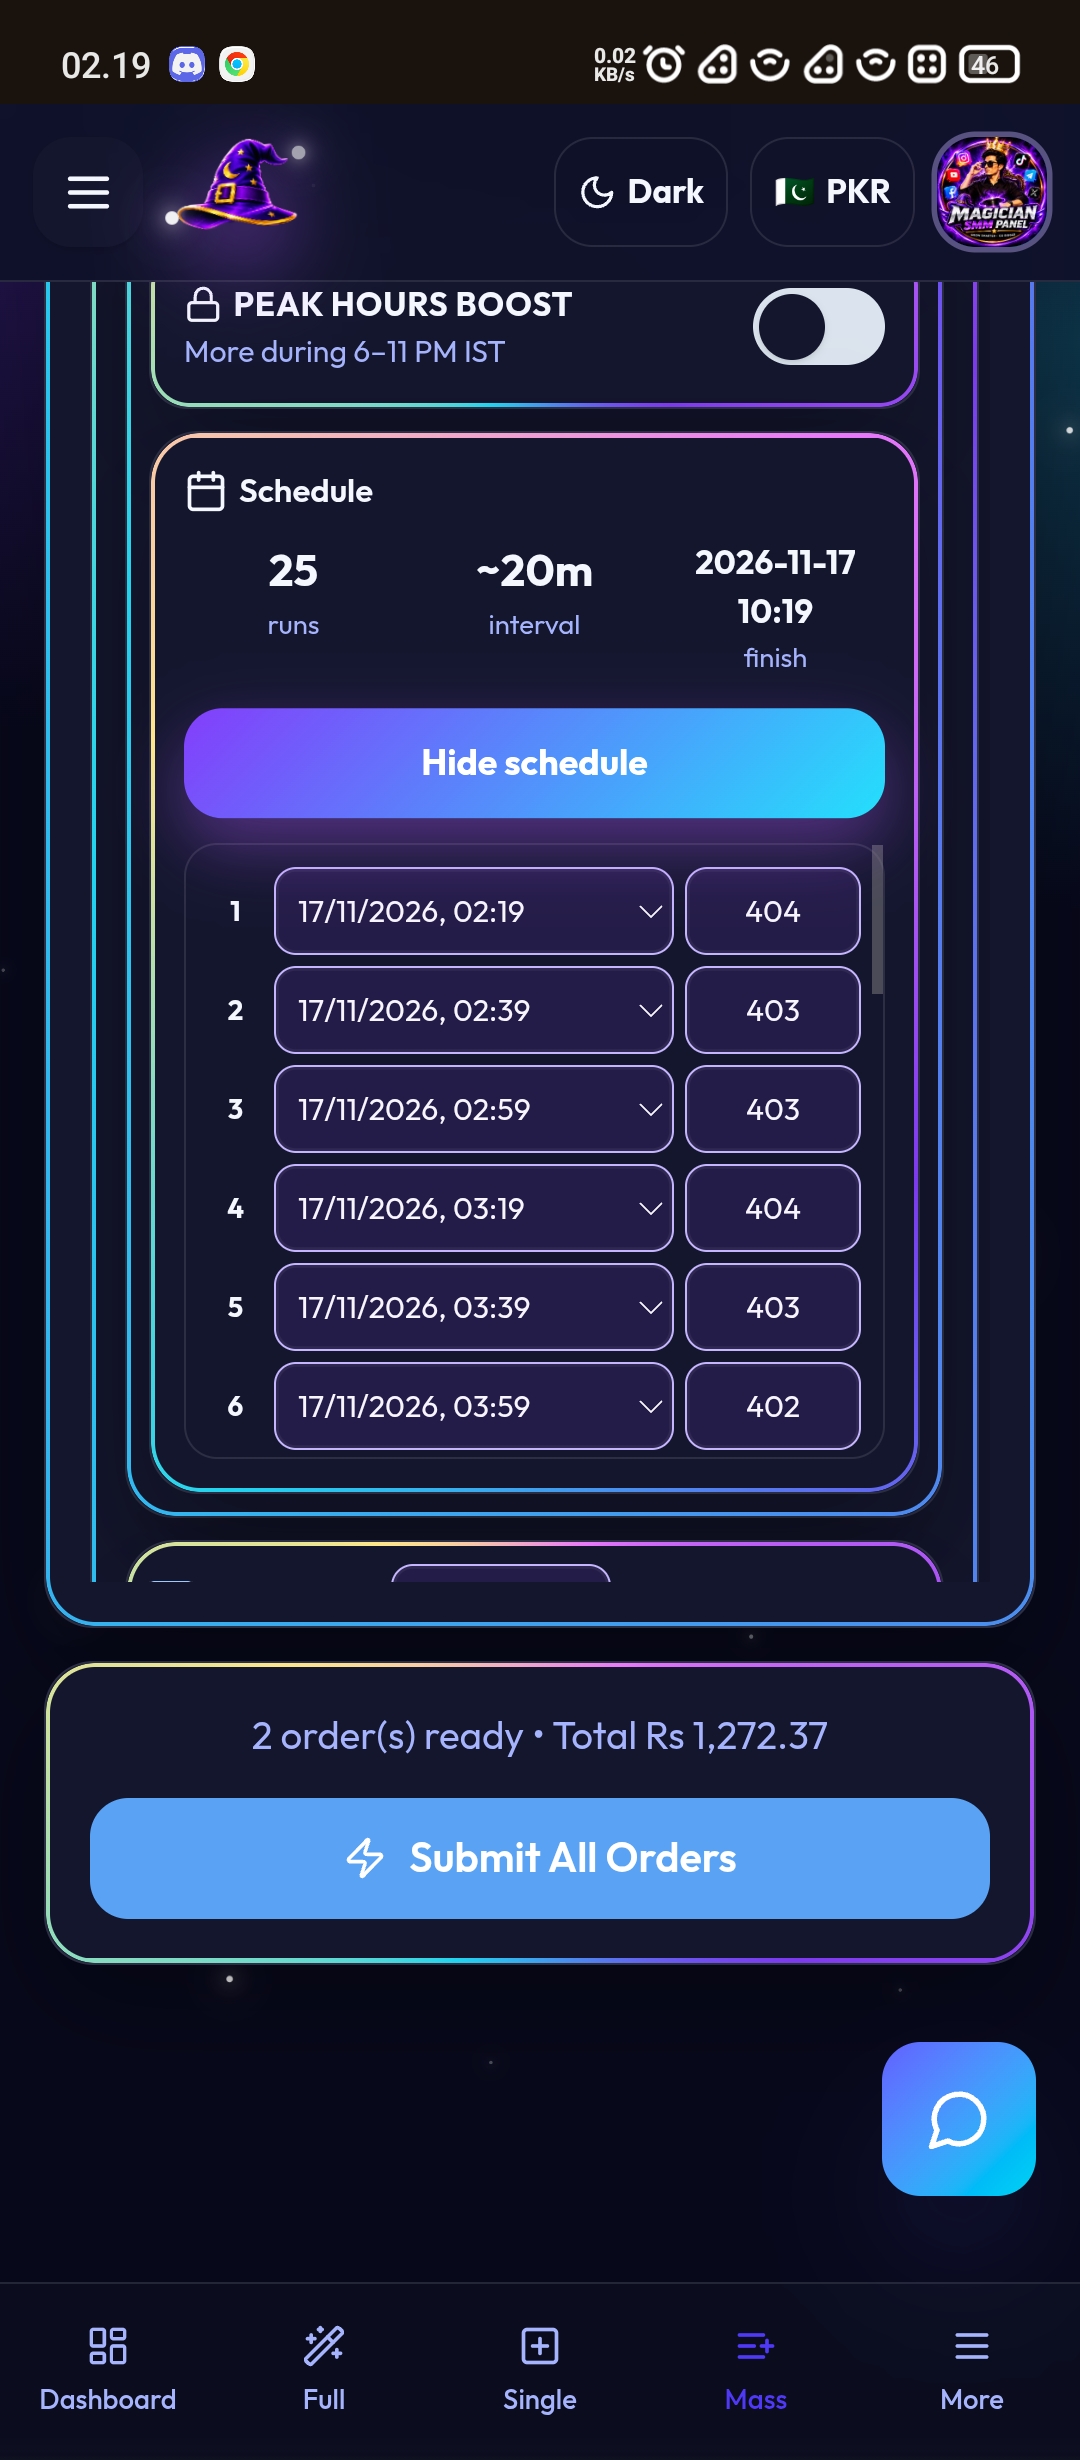 02.19
0.02
KB/s
46
Dark
PKR
MAGICIAN
SMM PANEL
PEAK HOURS BOOST
More during 6–11 PM IST
Schedule
25
runs
~20m
interval
2026-11-17
10:19
finish
Hide schedule
1 17/11/2026, 02:19 404
2 17/11/2026, 02:39 403
3 17/11/2026, 02:59 403
4 17/11/2026, 03:19 404
5 17/11/2026, 03:39 403
6 17/11/2026, 03:59 402
2 order(s) ready • Total Rs 1,272.37
Submit All Orders
Dashboard
Full
Single
Mass
More